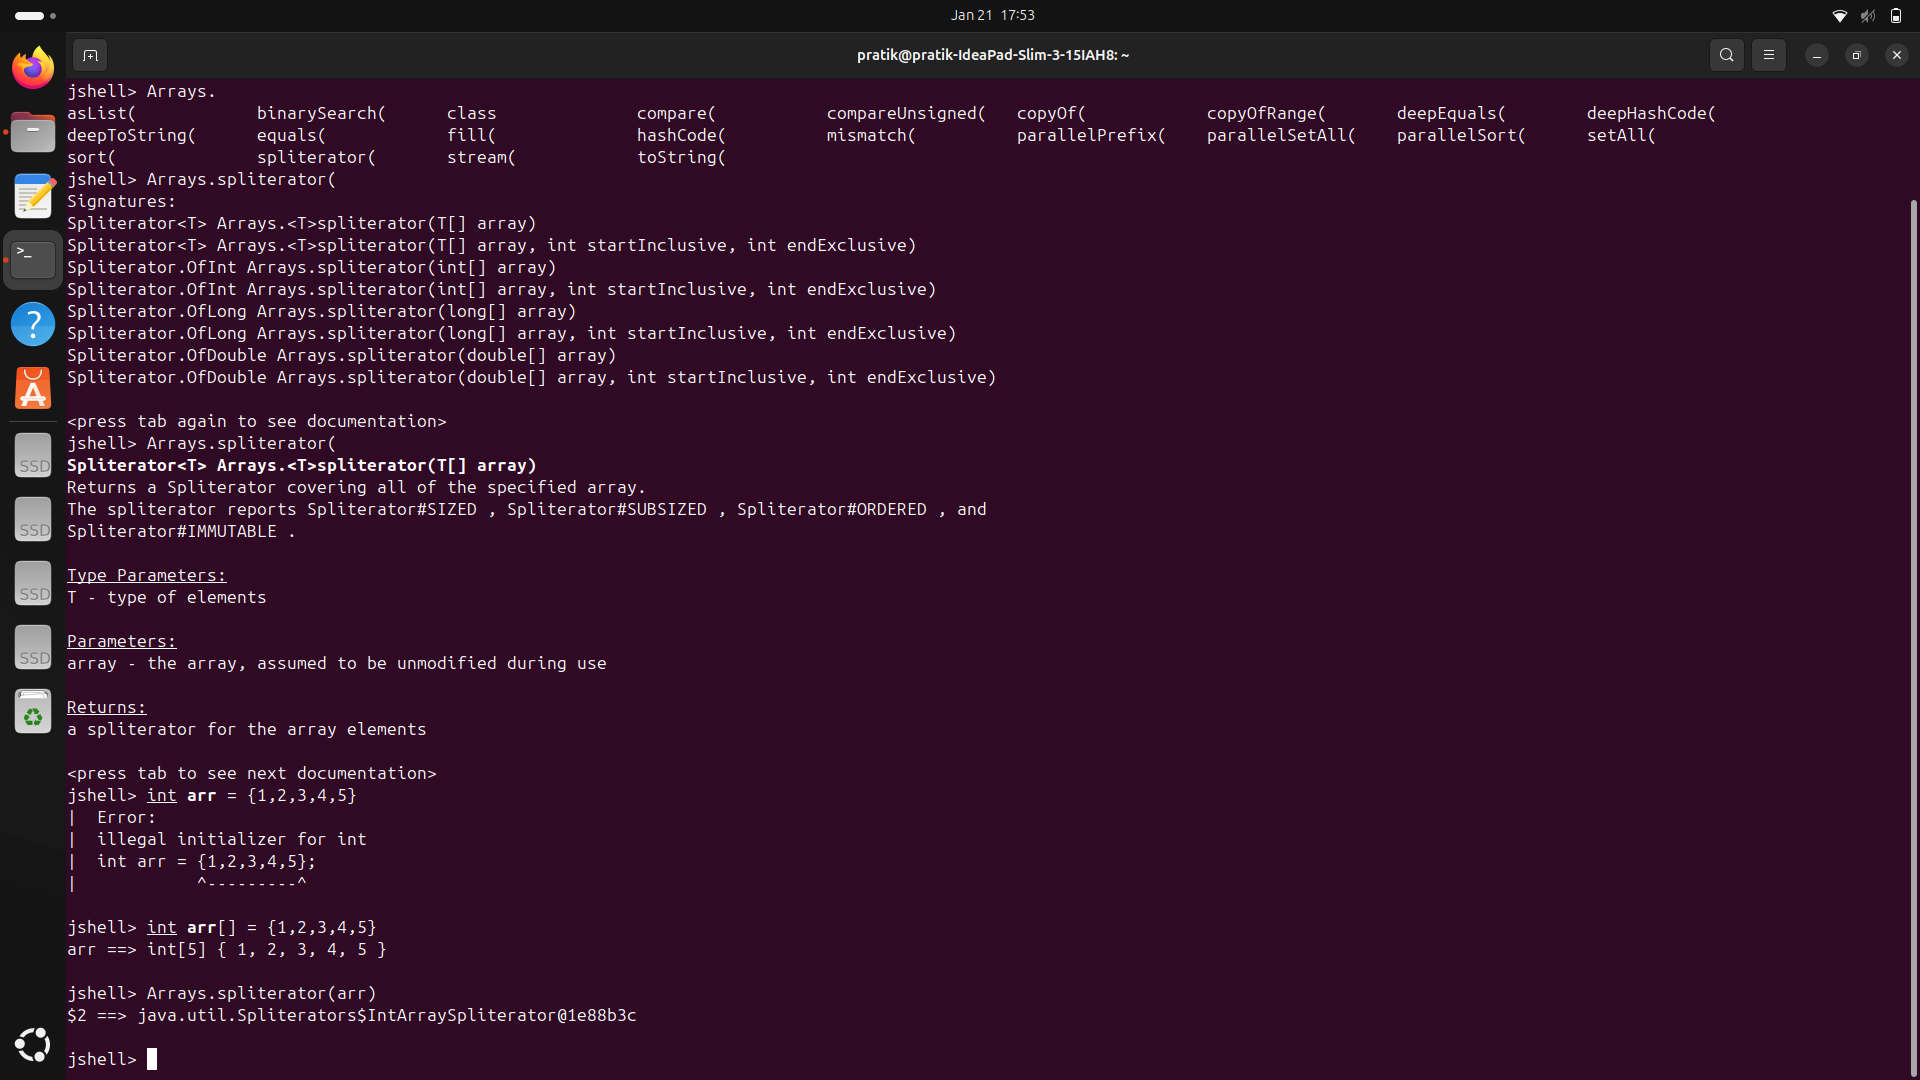 Jan 21  17:53
pratik@pratik-IdeaPad-Slim-3-15IAH8: ~
jshell> Arrays.
asList(            binarySearch(      class              compare(           compareUnsigned(   copyOf(            copyOfRange(       deepEquals(        deepHashCode(
deepToString(      equals(            fill(              hashCode(          mismatch(          parallelPrefix(    parallelSetAll(    parallelSort(      setAll(
sort(              spliterator(       stream(            toString(
jshell> Arrays.spliterator(
Signatures:
Spliterator<T> Arrays.<T>spliterator(T[] array)
Spliterator<T> Arrays.<T>spliterator(T[] array, int startInclusive, int endExclusive)
Spliterator.OfInt Arrays.spliterator(int[] array)
Spliterator.OfInt Arrays.spliterator(int[] array, int startInclusive, int endExclusive)
Spliterator.OfLong Arrays.spliterator(long[] array)
Spliterator.OfLong Arrays.spliterator(long[] array, int startInclusive, int endExclusive)
Spliterator.OfDouble Arrays.spliterator(double[] array)
Spliterator.OfDouble Arrays.spliterator(double[] array, int startInclusive, int endExclusive)
<press tab again to see documentation>
jshell> Arrays.spliterator(
Spliterator<T> Arrays.<T>spliterator(T[] array)
Returns a Spliterator covering all of the specified array.
The spliterator reports Spliterator#SIZED , Spliterator#SUBSIZED , Spliterator#ORDERED , and
Spliterator#IMMUTABLE .
Type Parameters:
T - type of elements
Parameters:
array - the array, assumed to be unmodified during use
Returns:
a spliterator for the array elements
<press tab to see next documentation>
jshell> int arr = {1,2,3,4,5}
|  Error:
|  illegal initializer for int
|  int arr = {1,2,3,4,5};
|            ^---------^
jshell> int arr[] = {1,2,3,4,5}
arr ==> int[5] { 1, 2, 3, 4, 5 }
jshell> Arrays.spliterator(arr)
$2 ==> java.util.Spliterators$IntArraySpliterator@1e88b3c
jshell>
SSD
SSD
SSD
SSD